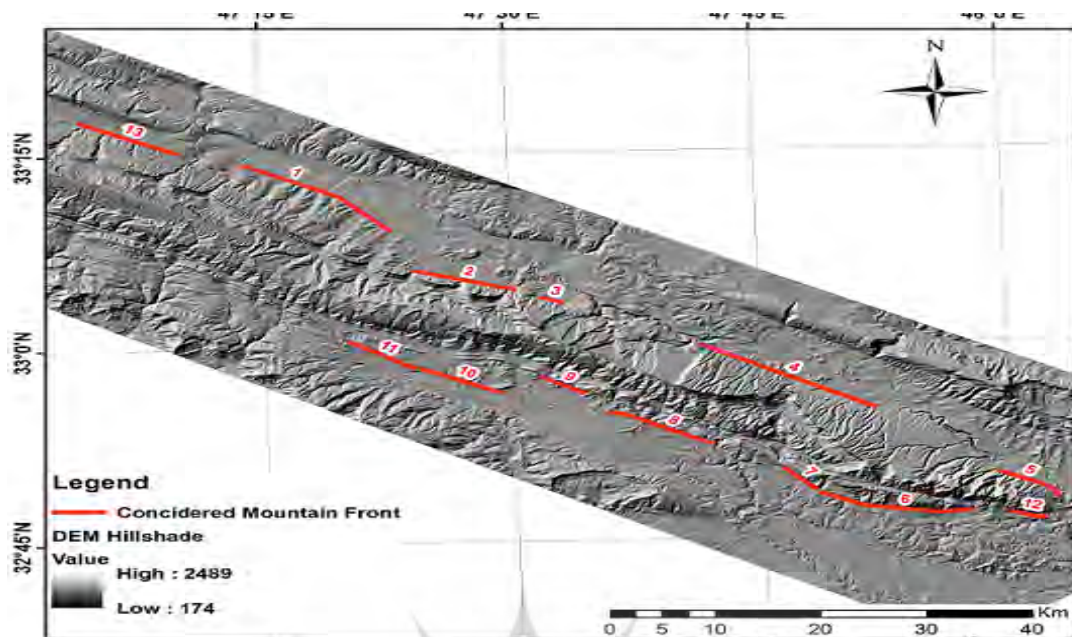 47°15'E 47°30'E 47°45'E 48°0'E
N
33°15'N
33°0'N
32°45'N
13
1
2
3
4
11
10
9
8
7
6
5
12
Legend
Concidered Mountain Front
DEM Hillshade
Value
High : 2489
Low : 174
Km
0 5 10 20 30 40